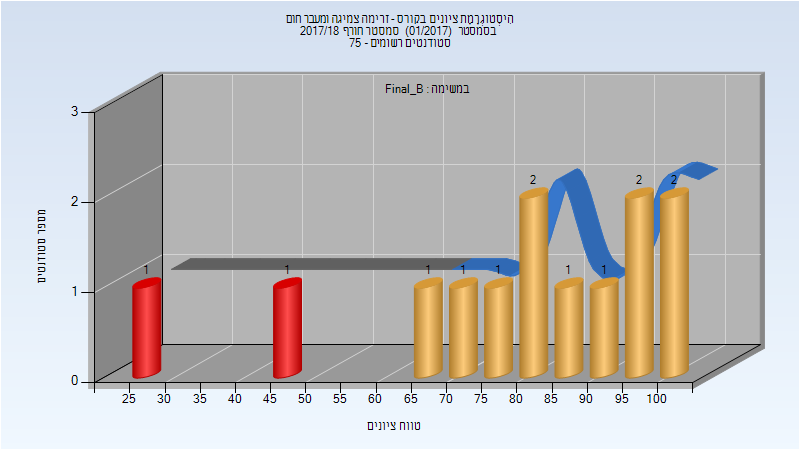 היסטוגרמת ציונים בקורס - זרימה צמיגה ומעבר חום
בסמסטר (01/2017) סמסטר חורף 2017/18
סטודנטים רשומים - 75
במשימה : Final_B
מספר סטודנטים
3
2
1
0
1 1 1 1 1 2 1 1 2 2
25 30 35 40 45 50 55 60 65 70 75 80 85 90 95 100
טווח ציונים